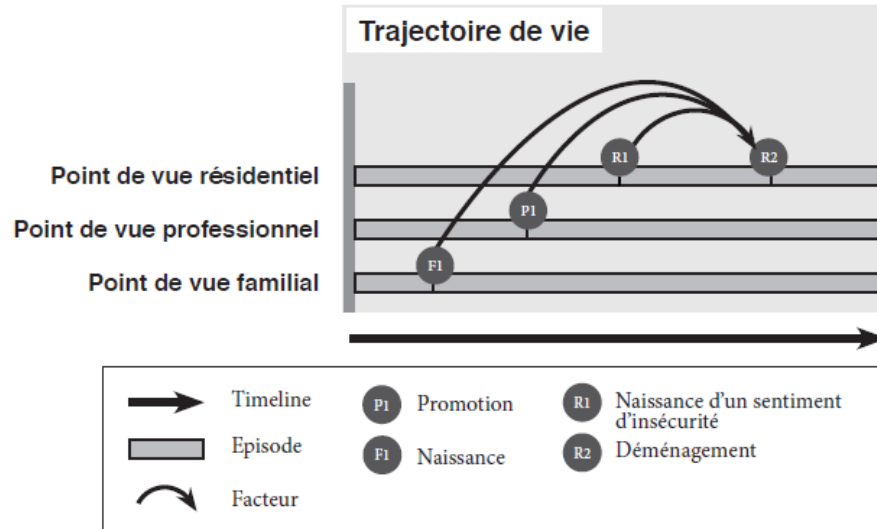 Trajectoire de vie
R1
R2
Point de vue résidentiel
P1
Point de vue professionnel
F1
Point de vue familial
Timeline
P1 Promotion
R1 Naissance d'un sentiment
d'insécurité
Episode
F1 Naissance
R2 Déménagement
Facteur